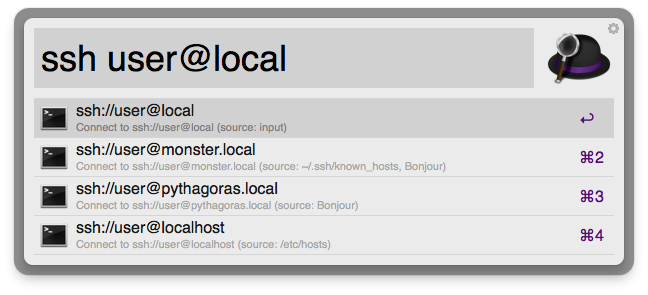 ssh user@local
ssh://user@local
Connect to ssh://user@local (source: input)
↩
ssh://user@monster.local
Connect to ssh://user@monster.local (source: ~/.ssh/known_hosts, Bonjour)
⌘2
ssh://user@pythagoras.local
Connect to ssh://user@pythagoras.local (source: Bonjour)
⌘3
ssh://user@localhost
Connect to ssh://user@localhost (source: /etc/hosts)
⌘4